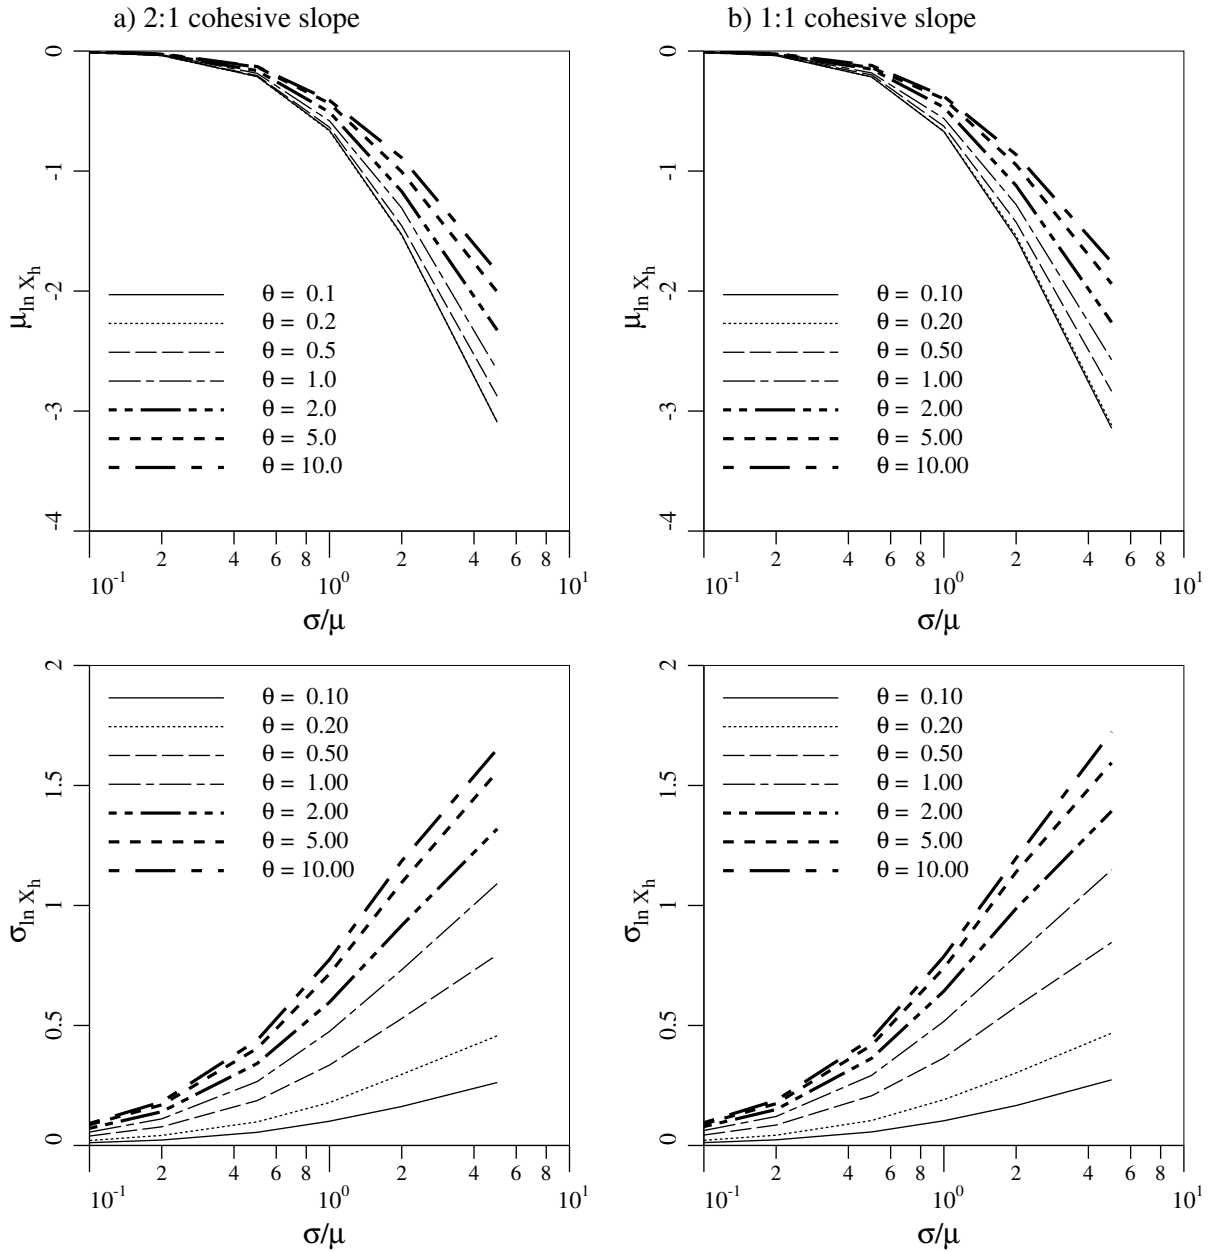 a) 2:1 cohesive slope
0
-1
-2
-3
-4
μln Xh
θ = 0.1
θ = 0.2
θ = 0.5
θ = 1.0
θ = 2.0
θ = 5.0
θ = 10.0
2 4 6 8 2 4 6 8
10-1 100 101
σ/μ
b) 1:1 cohesive slope
0
-1
-2
-3
-4
μln Xh
θ = 0.10
θ = 0.20
θ = 0.50
θ = 1.00
θ = 2.00
θ = 5.00
θ = 10.00
2 4 6 8 2 4 6 8
10-1 100 101
σ/μ
2
1.5
1
0.5
0
σln Xh
θ = 0.10
θ = 0.20
θ = 0.50
θ = 1.00
θ = 2.00
θ = 5.00
θ = 10.00
2 4 6 8 2 4 6 8
10-1 100 101
σ/μ
2
1.5
1
0.5
0
σln Xh
θ = 0.10
θ = 0.20
θ = 0.50
θ = 1.00
θ = 2.00
θ = 5.00
θ = 10.00
2 4 6 8 2 4 6 8
10-1 100 101
σ/μ